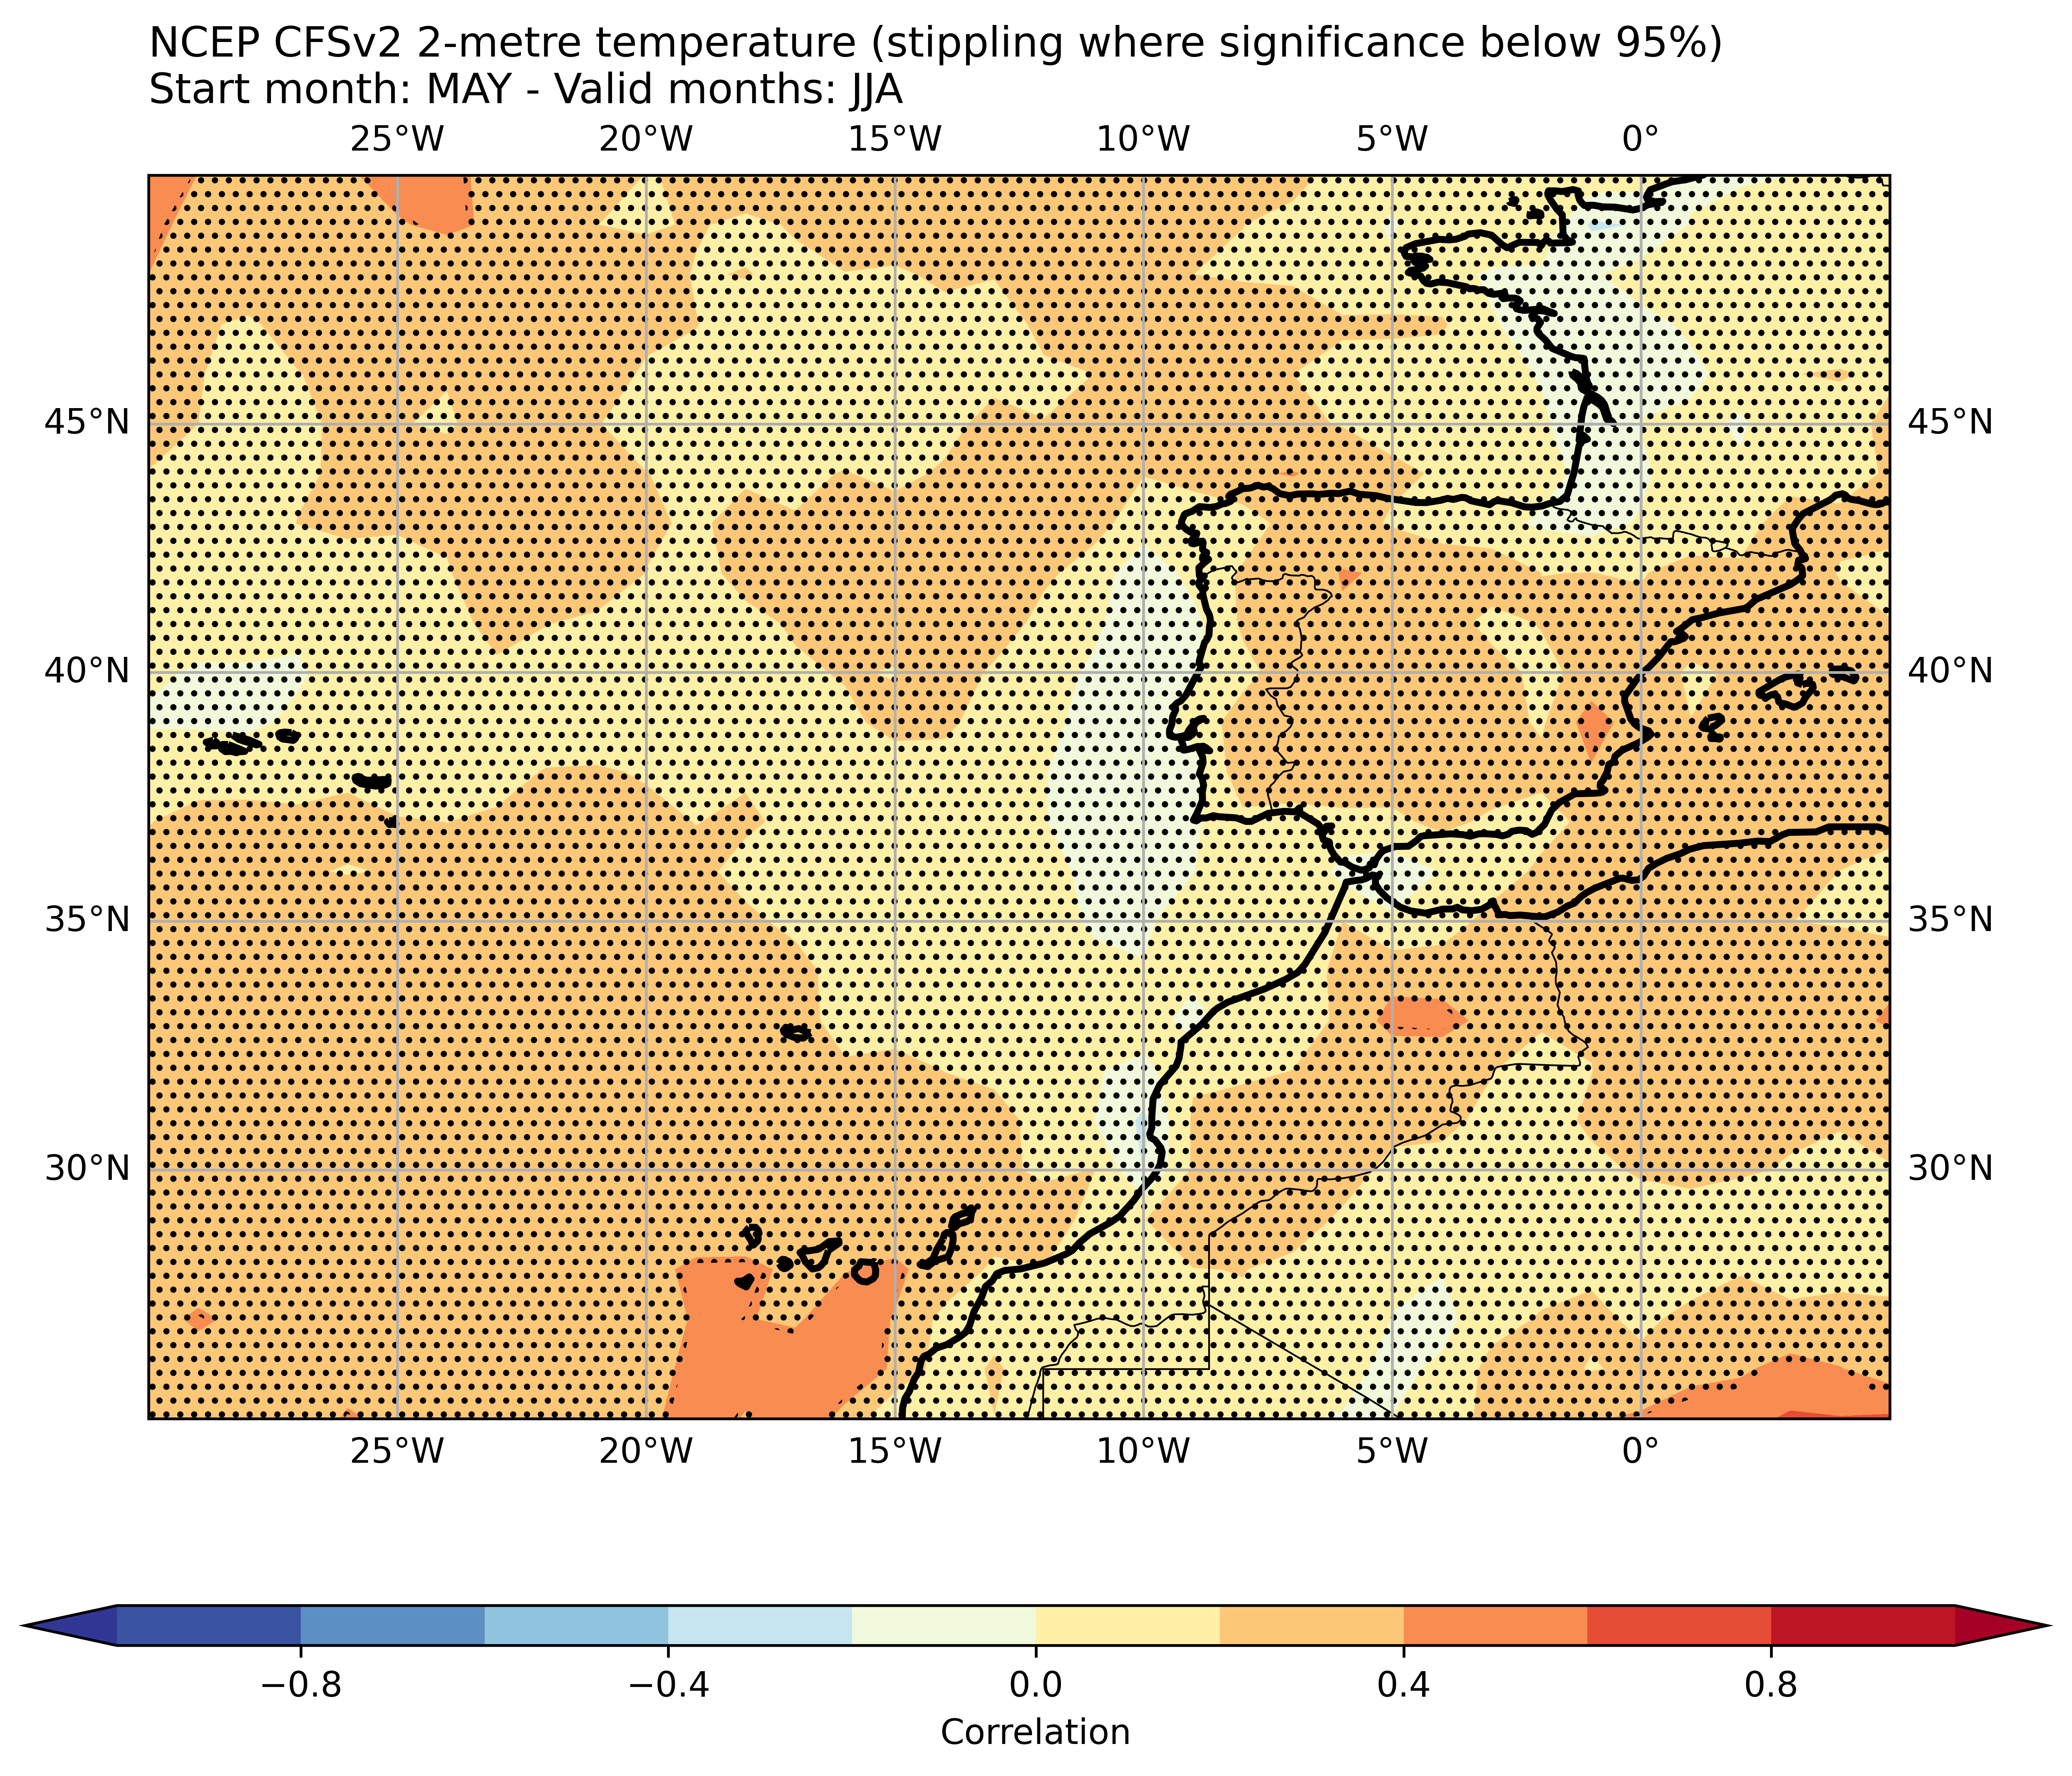 NCEP CFSv2 2-metre temperature (stippling where significance below 95%)
Start month: MAY - Valid months: JJA
25°W 20°W 15°W 10°W 5°W 0°
45°N 45°N
40°N 40°N
35°N 35°N
30°N 30°N
25°W 20°W 15°W 10°W 5°W 0°
−0.8 −0.4 0.0 0.4 0.8
Correlation